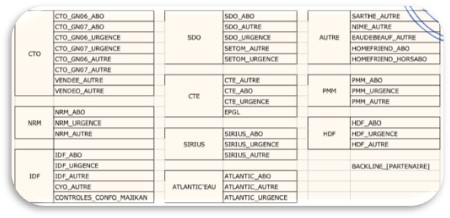 CTO
CTO_GN06_ABO
CTO_GN07_ABO
CTO_GN06_URGENCE
CTO_GN07_URGENCE
CTO_GN06_AUTRE
CTO_GN07_AUTRE
VENDEE_AUTRE
VENDEO_AUTRE
NRM
NRM_ABO
NRM_URGENCE
NRM_AUTRE
IDF
IDF_ABO
IDF_URGENCE
IDF_AUTRE
CYO_AUTRE
CONTROLES_CONFO_MAJIKAN
SDO
SDO_ABO
SDO_AUTRE
SDO_URGENCE
SETOM_AUTRE
SETOM_URGENCE
CTE
CTE_AUTRE
CTE_ABO
CTE_URGENCE
EPGL
SIRIUS
SIRIUS_ABO
SIRIUS_URGENCE
SIRIUS_AUTRE
ATLANTIC'EAU
ATLANTIC_ABO
ATLANTIC_AUTRE
ATLANTIC_URGENCE
AUTRE
SARTHE_AUTRE
NIME_AUTRE
EAUDEBEAUF_AUTRE
HOMEFRIEND_ABO
HOMEFRIEND_HORSABO
PMM
PMM_ABO
PMM_URGENCE
PMM_AUTRE
HDF
HDF_ABO
HDF_URGENCE
HDF_AUTRE
BACKLINE_[PARTENAIRE]